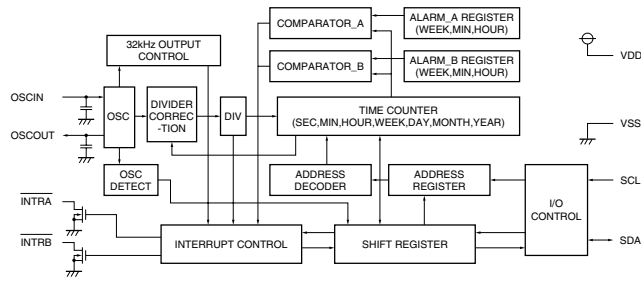 COMPARATOR_A
ALARM_A REGISTER
(WEEK,MIN,HOUR)
32kHz OUTPUT
CONTROL
COMPARATOR_B
ALARM_B REGISTER
(WEEK,MIN,HOUR)
VDD
OSCIN
OSC
DIVIDER
CORREC
-TION
DIV
TIME COUNTER
(SEC,MIN,HOUR,WEEK,DAY,MONTH,YEAR)
OSCOUT
VSS
OSC
DETECT
ADDRESS
DECODER
ADDRESS
REGISTER
I/O
CONTROL
SCL
INTRA
INTRB
INTERRUPT CONTROL
SHIFT REGISTER
SDA